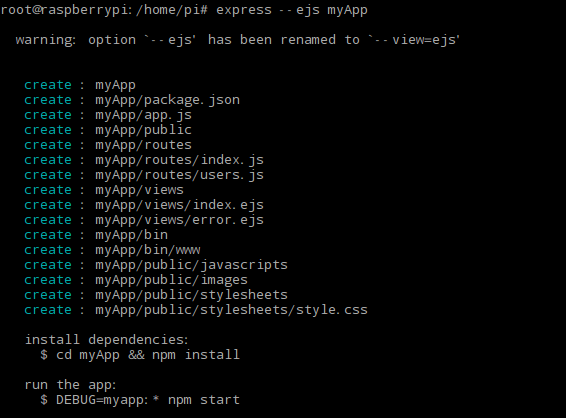 root@raspberrypi:/home/pi# express --ejs myApp
warning: option `--ejs' has been renamed to `--view=ejs'
create : myApp
create : myApp/package.json
create : myApp/app.js
create : myApp/public
create : myApp/routes
create : myApp/routes/index.js
create : myApp/routes/users.js
create : myApp/views
create : myApp/views/index.ejs
create : myApp/views/error.ejs
create : myApp/bin
create : myApp/bin/www
create : myApp/public/javascripts
create : myApp/public/images
create : myApp/public/stylesheets
create : myApp/public/stylesheets/style.css
install dependencies:
$ cd myApp && npm install
run the app:
$ DEBUG=myapp:* npm start